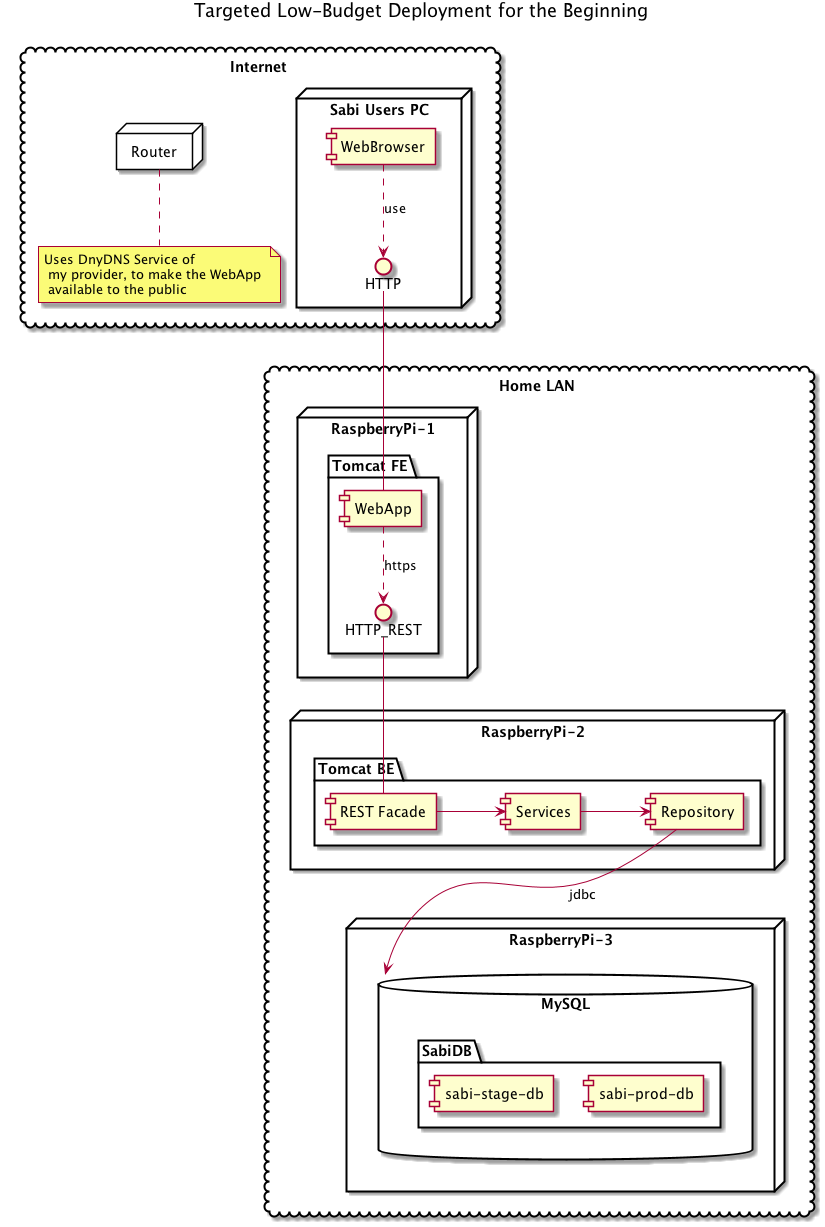 Targeted Low-Budget Deployment for the Beginning
Internet
Sabi Users PC
WebBrowser
Router
use
Uses DnyDNS Service of
my provider, to make the WebApp
available to the public
HTTP
Home LAN
RaspberryPi-1
Tomcat FE
WebApp
https
HTTP_REST
RaspberryPi-2
Tomcat BE
REST Facade
Services
Repository
jdbc
RaspberryPi-3
MySQL
SabiDB
sabi-stage-db
sabi-prod-db